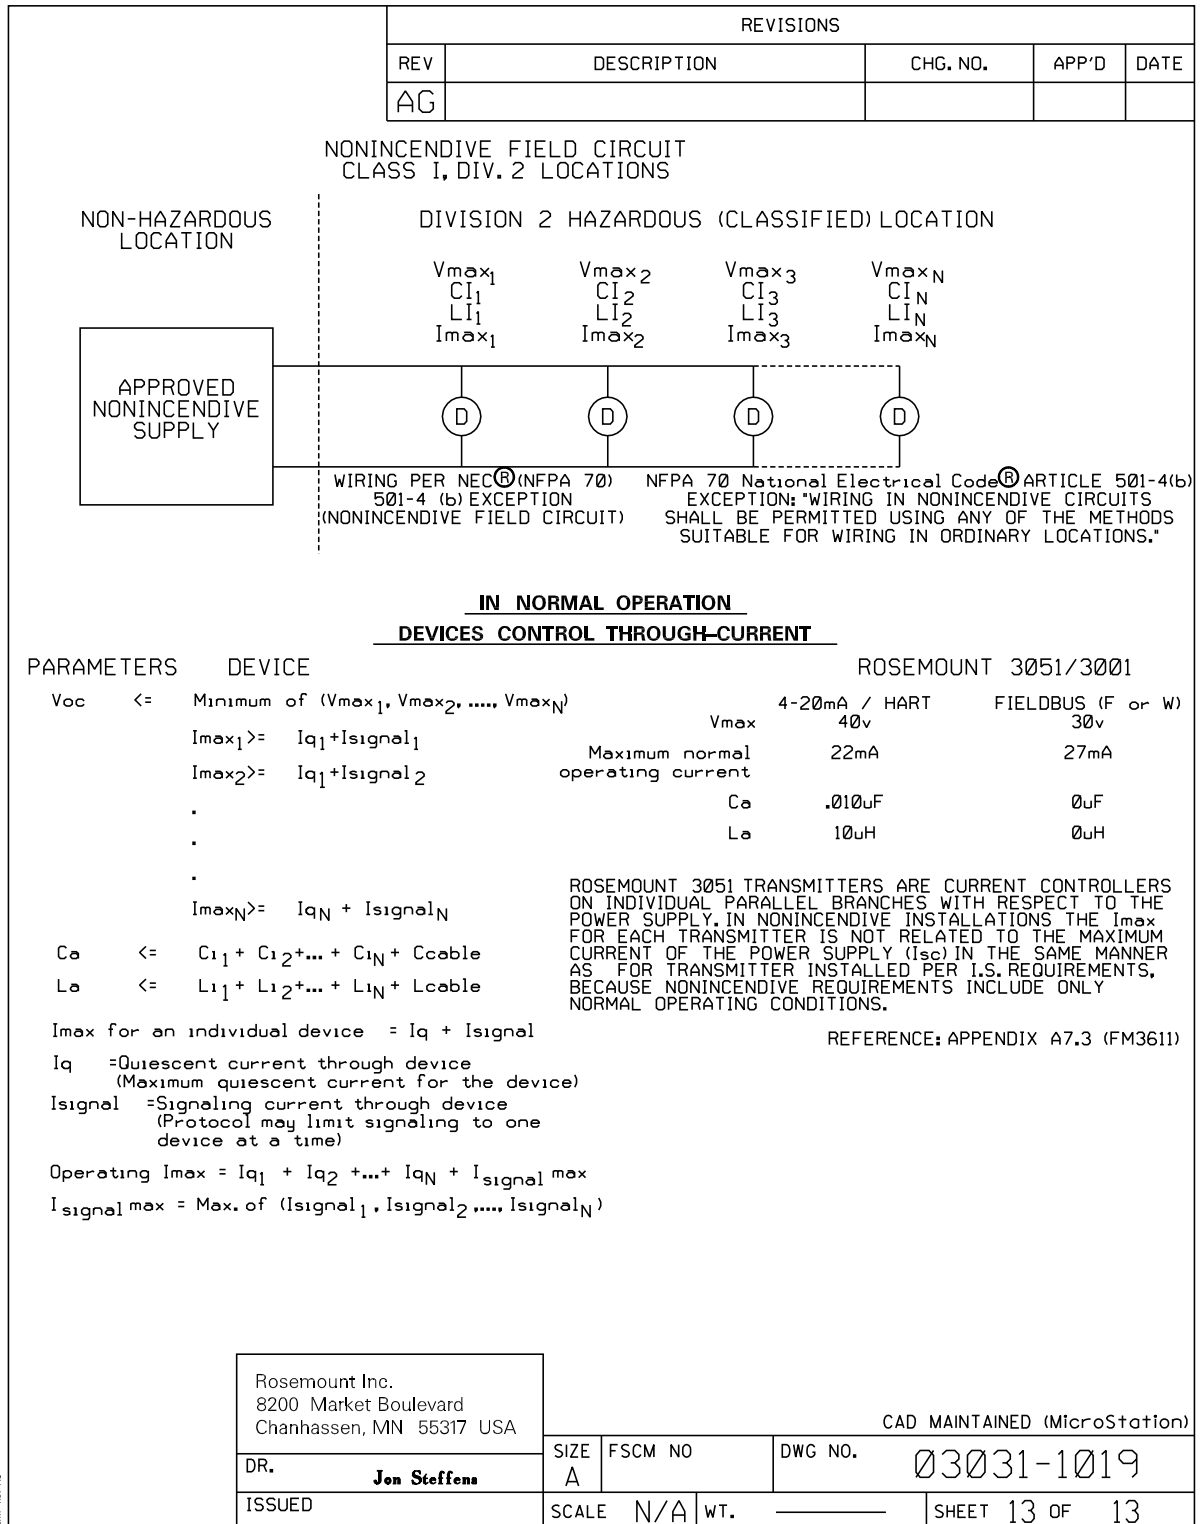 REVISIONS
REV DESCRIPTION CHG. NO. APP'D DATE
AG
NONINCENDIVE FIELD CIRCUIT
CLASS I, DIV. 2 LOCATIONS
NON-HAZARDOUS
LOCATION
DIVISION 2 HAZARDOUS (CLASSIFIED) LOCATION
Vmax1 Vmax2 Vmax3 VmaxN
CI1 CI2 CI3 CIN
LI1 LI2 LI3 LIN
Imax1 Imax2 Imax3 ImaxN
APPROVED
NONINCENDIVE
SUPPLY
D D D D
WIRING PER NEC® (NFPA 70)
501-4 (b) EXCEPTION
(NONINCENDIVE FIELD CIRCUIT)
NFPA 70 National Electrical Code® ARTICLE 501-4(b)
EXCEPTION: "WIRING IN NONINCENDIVE CIRCUITS
SHALL BE PERMITTED USING ANY OF THE METHODS
SUITABLE FOR WIRING IN ORDINARY LOCATIONS."
IN NORMAL OPERATION
DEVICES CONTROL THROUGH-CURRENT
PARAMETERS DEVICE
Voc <= Minimum of (Vmax1, Vmax2, ...., VmaxN)
Imax1>= Iq1+Isignal1
Imax2>= Iq1+Isignal2
.
.
.
ImaxN>= IqN + IsignalN
Ca <= Ci1 + Ci2+... + CiN + Ccable
La <= Li1 + Li2+... + LiN + Lcable
Imax for an individual device = Iq + Isignal
Iq =Quiescent current through device
(Maximum quiescent current for the device)
Isignal =Signaling current through device
(Protocol may limit signaling to one
device at a time)
Operating Imax = Iq1 + Iq2 +...+ IqN + Isignal max
Isignal max = Max. of (Isignal1, Isignal2, ...., IsignalN)
ROSEMOUNT 3051/3001
4-20mA / HART FIELDBUS (F or W)
Vmax 40v 30v
Maximum normal 22mA 27mA
operating current
Ca .010uF 0uF
La 10uH 0uH
ROSEMOUNT 3051 TRANSMITTERS ARE CURRENT CONTROLLERS
ON INDIVIDUAL PARALLEL BRANCHES WITH RESPECT TO THE
POWER SUPPLY. IN NONINCENDIVE INSTALLATIONS THE Imax
FOR EACH TRANSMITTER IS NOT RELATED TO THE MAXIMUM
CURRENT OF THE POWER SUPPLY (Isc) IN THE SAME MANNER
AS FOR TRANSMITTER INSTALLED PER I.S. REQUIREMENTS,
BECAUSE NONINCENDIVE REQUIREMENTS INCLUDE ONLY
NORMAL OPERATING CONDITIONS.
REFERENCE: APPENDIX A7.3 (FM3611)
Rosemount Inc.
8200 Market Boulevard
Chanhassen, MN 55317 USA
CAD MAINTAINED (MicroStation)
DR. Jon Steffens
SIZE A
FSCM NO
DWG NO. 03031-1019
ISSUED
SCALE N/A
WT.
SHEET 13 OF 13